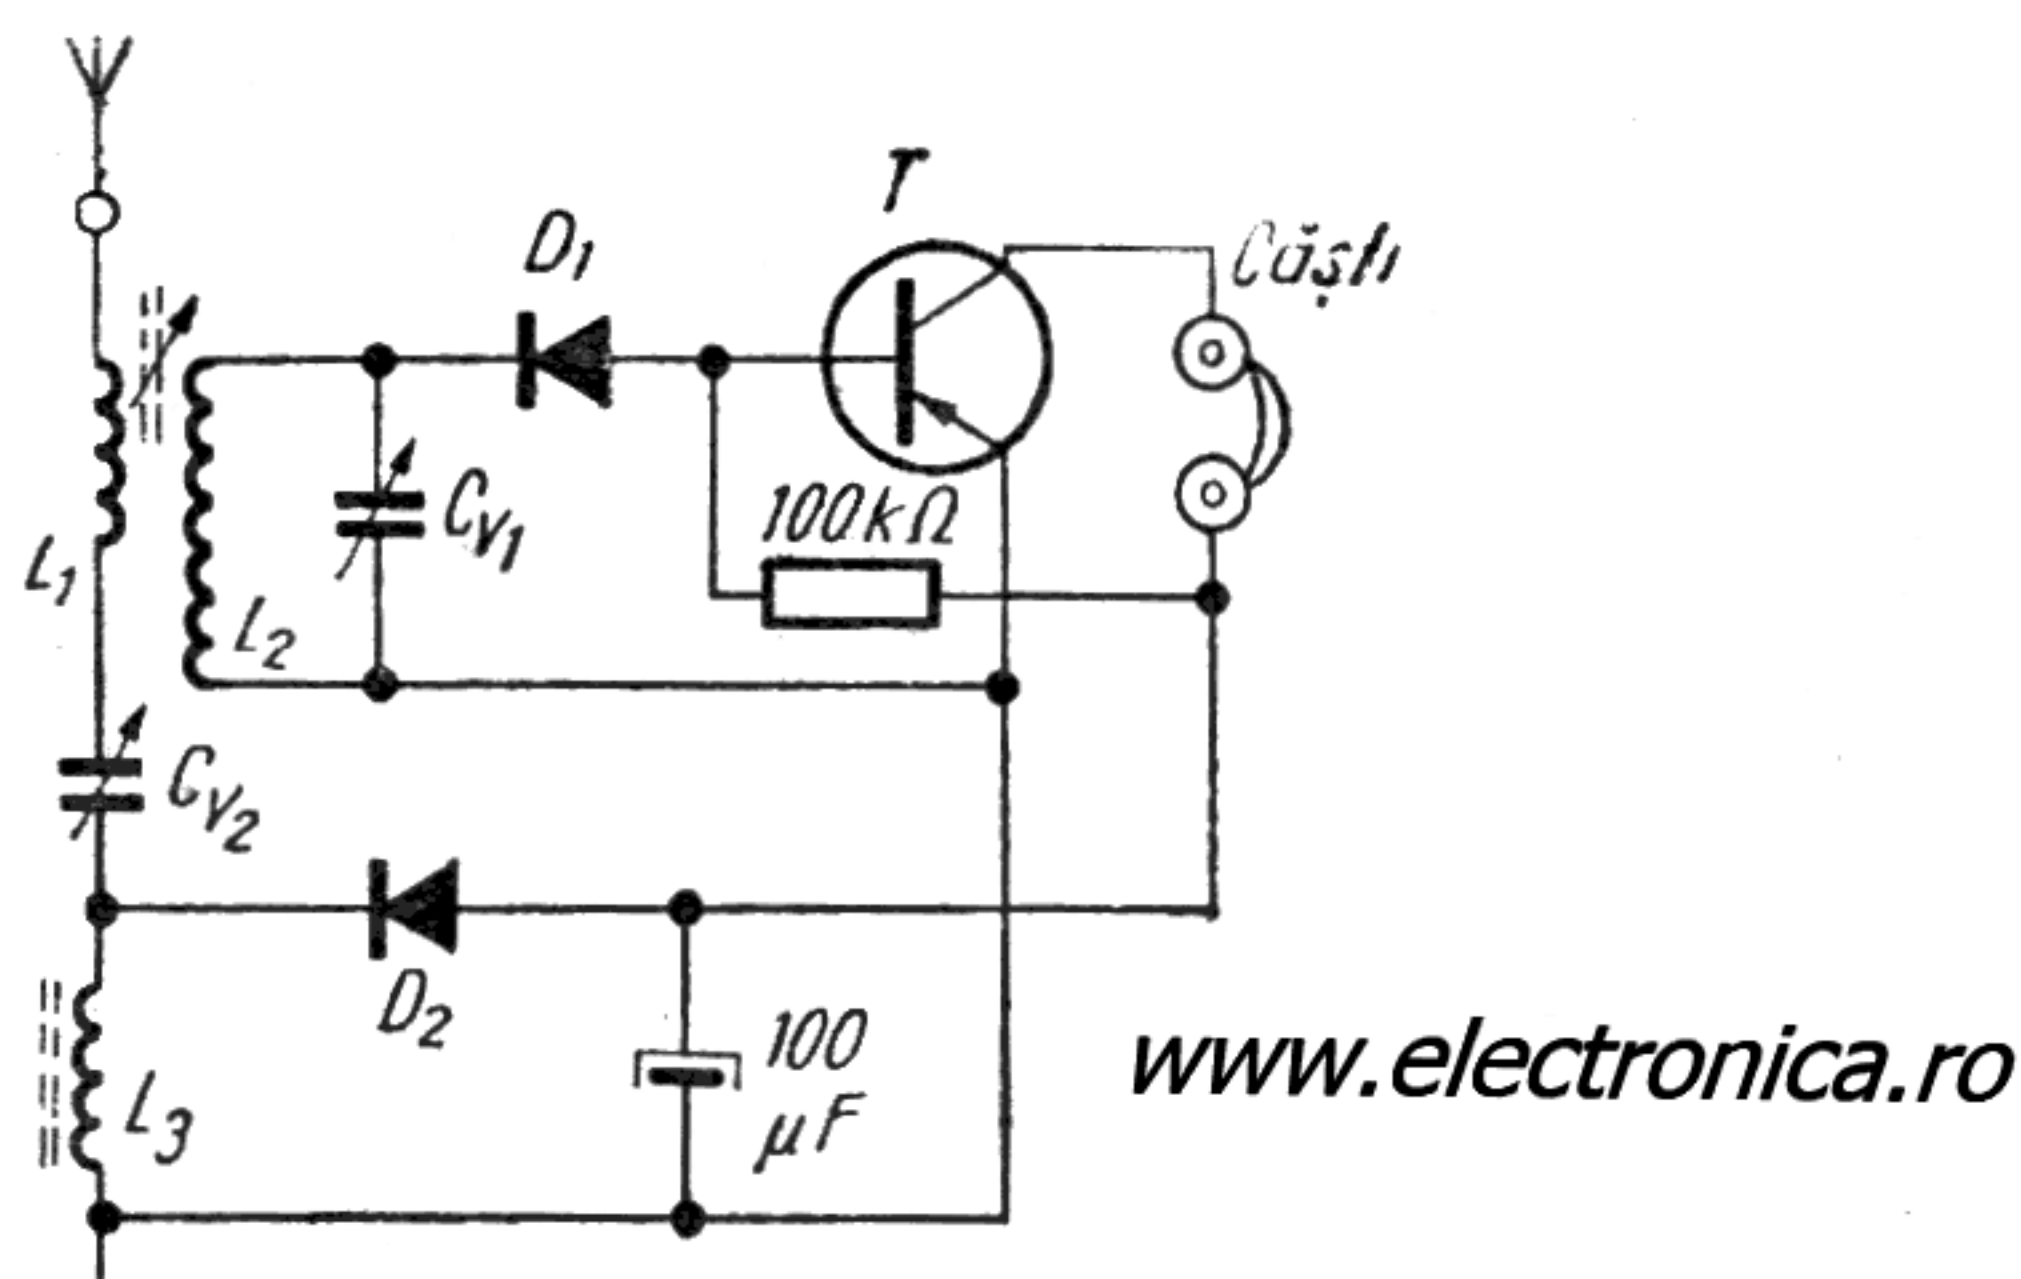 T
D1
Căști
100kΩ
CV1
L1
L2
CV2
D2
100
μF
L3
www.electronica.ro